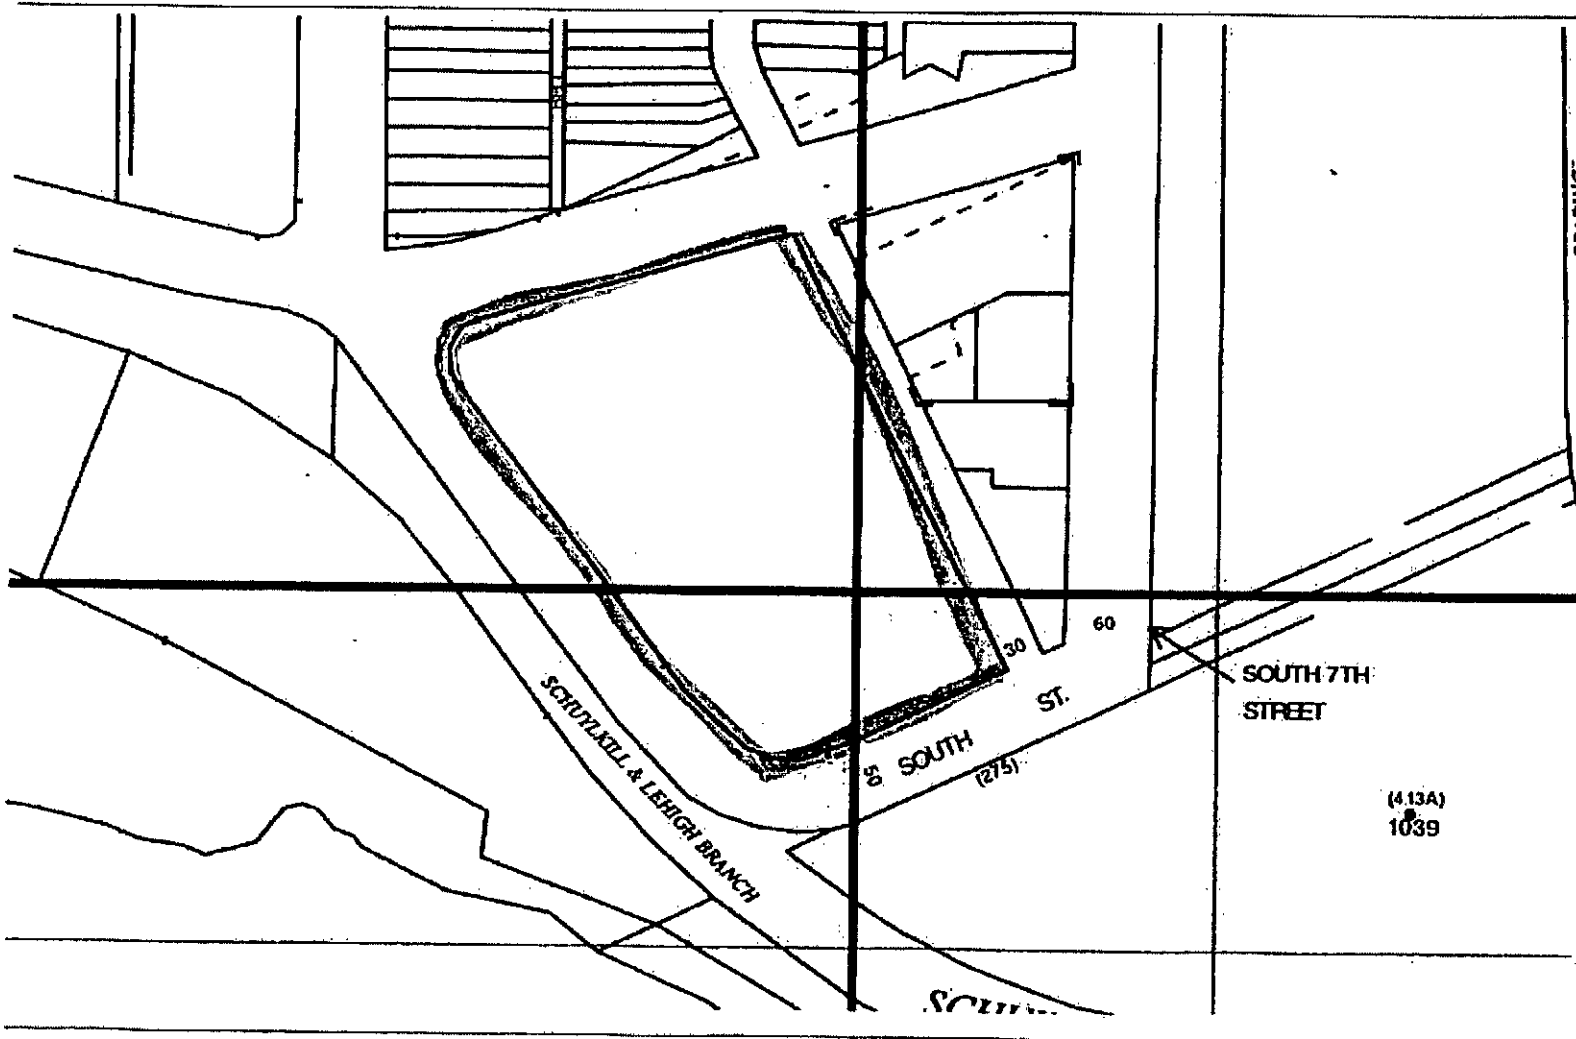 30
60
SOUTH 7TH
STREET
ST.
SOUTH
50
(275)
SCHUYLKILL & LEHIGH BRANCH
(4.13A)
1039